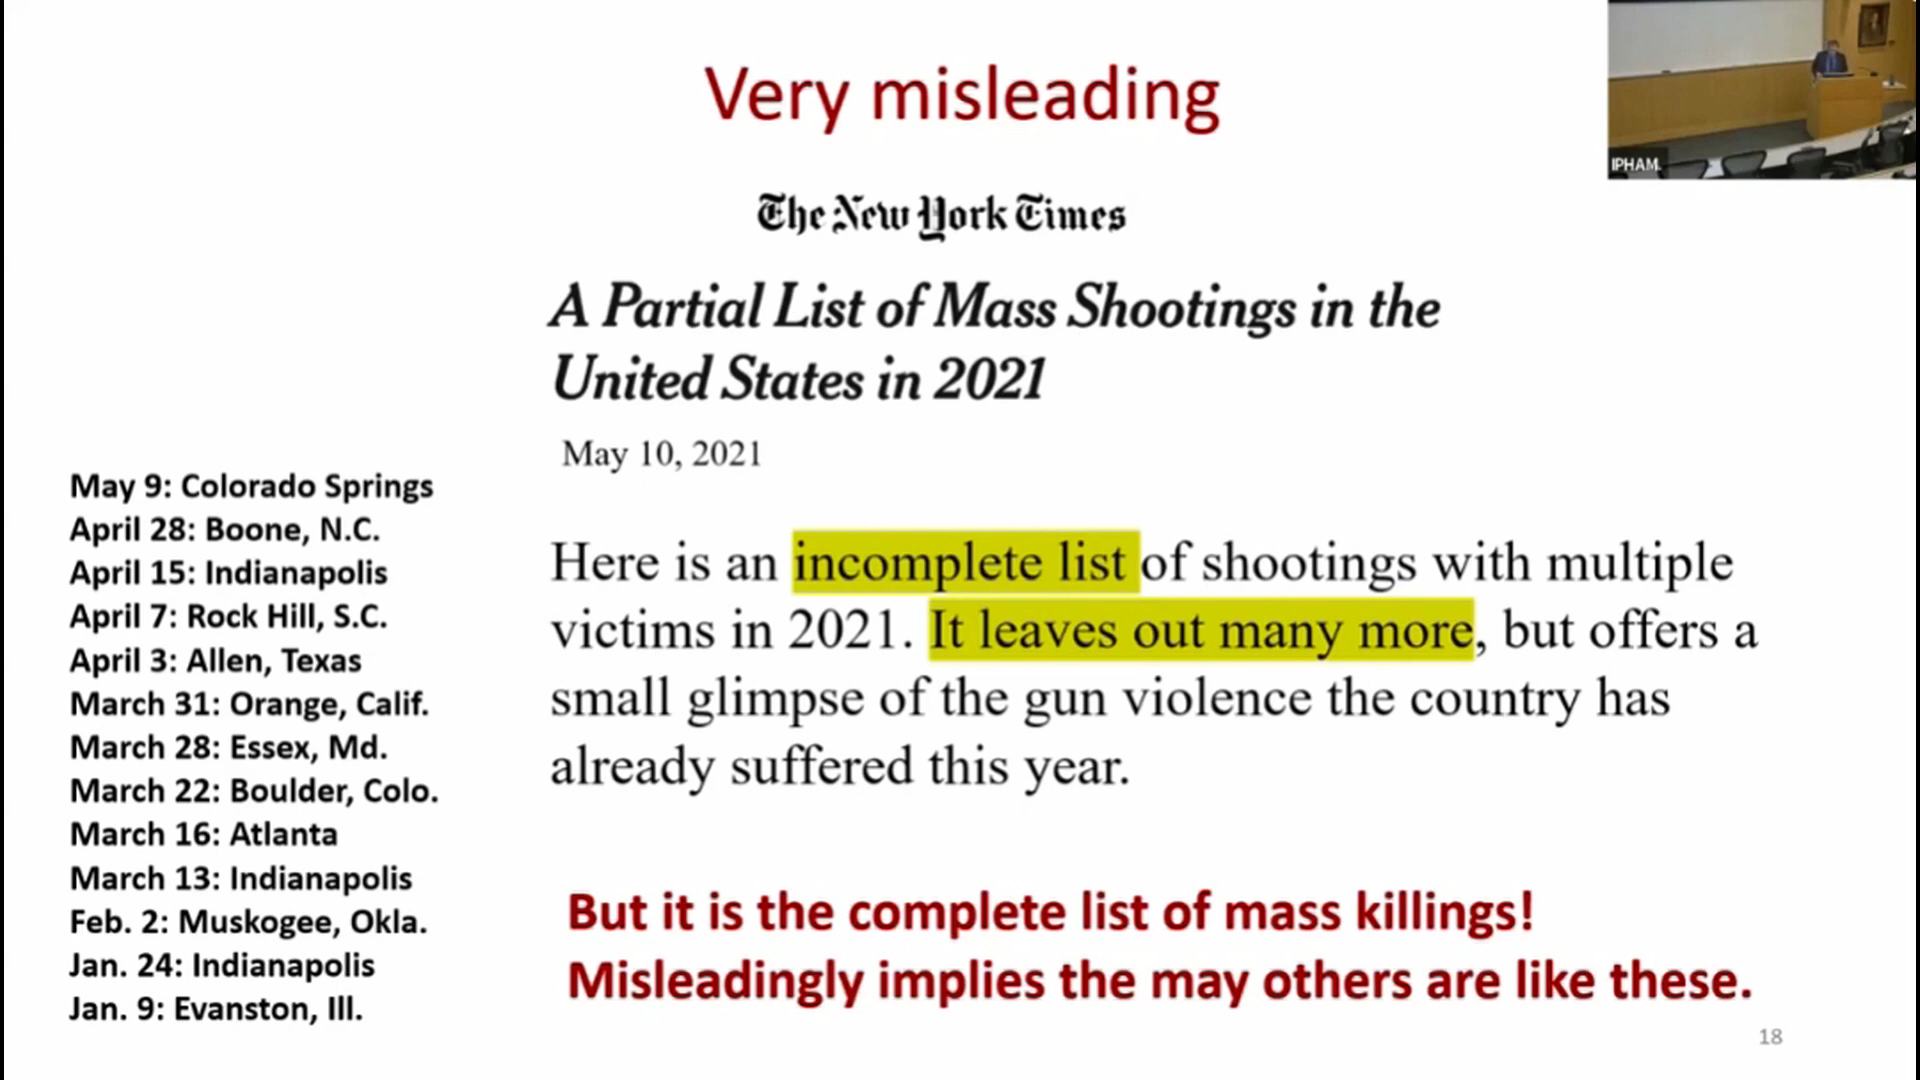 Very misleading
IPHAM
The New York Times
A Partial List of Mass Shootings in the
United States in 2021
May 10, 2021
May 9: Colorado Springs
April 28: Boone, N.C.
April 15: Indianapolis
April 7: Rock Hill, S.C.
April 3: Allen, Texas
March 31: Orange, Calif.
March 28: Essex, Md.
March 22: Boulder, Colo.
March 16: Atlanta
March 13: Indianapolis
Feb. 2: Muskogee, Okla.
Jan. 24: Indianapolis
Jan. 9: Evanston, Ill.
Here is an incomplete list of shootings with multiple
victims in 2021. It leaves out many more, but offers a
small glimpse of the gun violence the country has
already suffered this year.
But it is the complete list of mass killings!
Misleadingly implies the may others are like these.
18